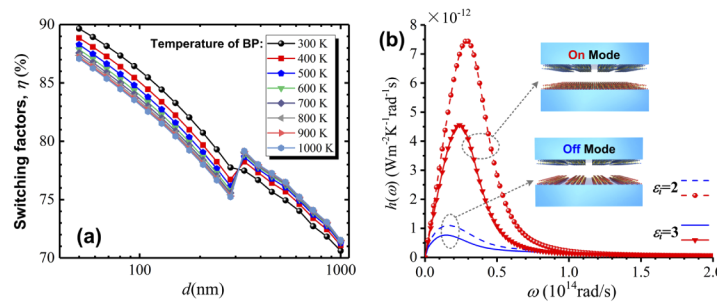 90
85
80
75
70
Switching factors, η (%)
Temperature of BP:
300 K
400 K
500 K
600 K
700 K
800 K
900 K
1000 K
(a)
100
1000
d(nm)
(b)
×10⁻¹²
8
7
6
5
4
3
2
1
0
h(ω) (Wm⁻²K⁻¹rad⁻¹s)
On Mode
Off Mode
εᵢ=2
εᵢ=3
0.0
0.5
1.0
1.5
2.0
ω (10¹⁴rad/s)